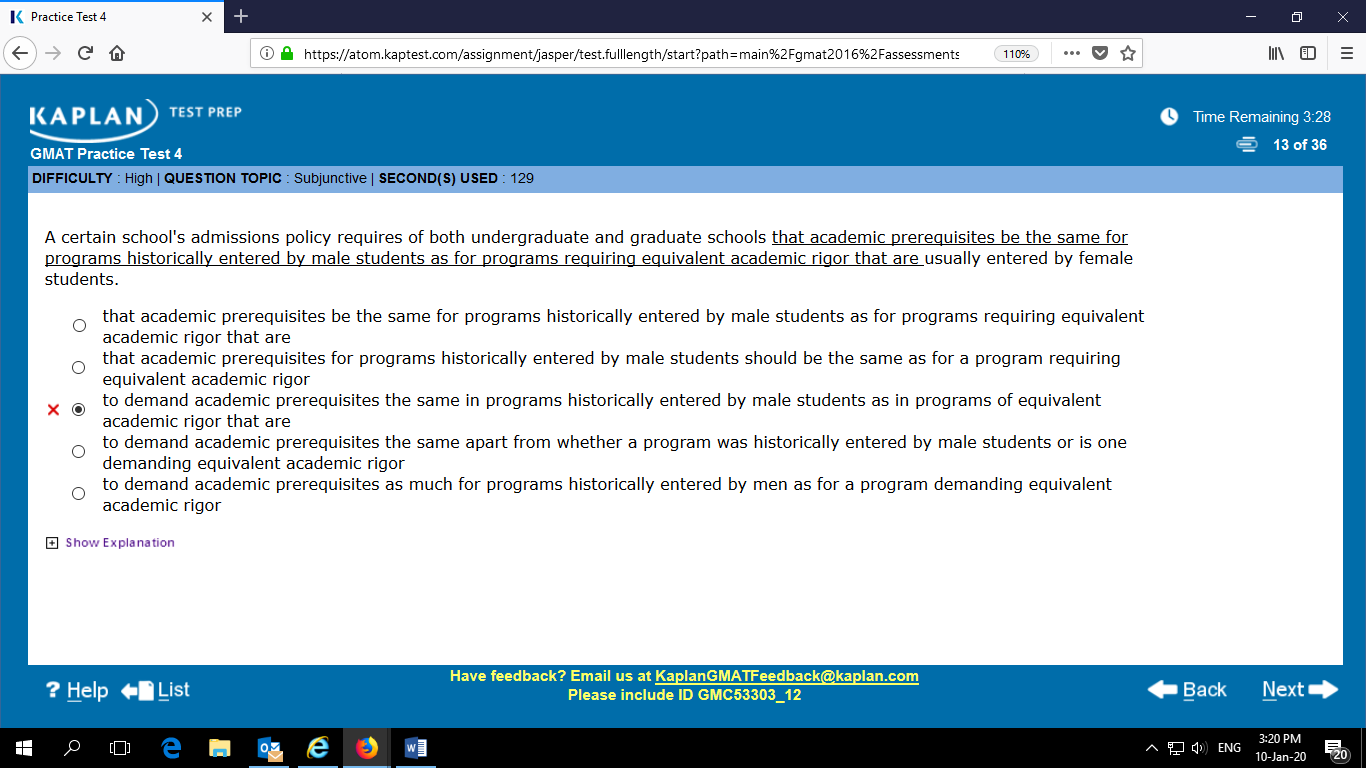 Practice Test 4
https://atom.kaptest.com/assignment/jasper/test.fulllength/start?path=main%2Fgmat2016%2Fassessments
110%
KAPLAN TEST PREP
Time Remaining 3:28
GMAT Practice Test 4
13 of 36
DIFFICULTY : High | QUESTION TOPIC : Subjunctive | SECOND(S) USED : 129
A certain school's admissions policy requires of both undergraduate and graduate schools that academic prerequisites be the same for
programs historically entered by male students as for programs requiring equivalent academic rigor that are usually entered by female
students.
that academic prerequisites be the same for programs historically entered by male students as for programs requiring equivalent
academic rigor that are
that academic prerequisites for programs historically entered by male students should be the same as for a program requiring
equivalent academic rigor
to demand academic prerequisites the same in programs historically entered by male students as in programs of equivalent
academic rigor that are
to demand academic prerequisites the same apart from whether a program was historically entered by male students or is one
demanding equivalent academic rigor
to demand academic prerequisites as much for programs historically entered by men as for a program demanding equivalent
academic rigor
Show Explanation
Have feedback? Email us at KaplanGMATFeedback@kaplan.com
Please include ID GMC53303_12
? Help
List
Back
Next
ENG
3:20 PM
10-Jan-20
20